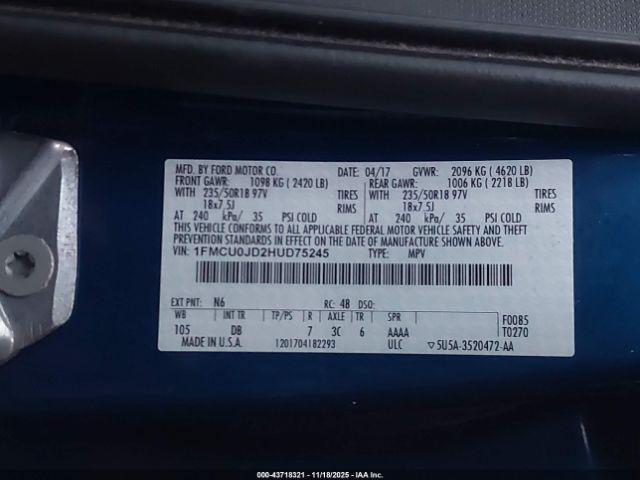 MFD. BY FORD MOTOR CO. DATE: 04/17 GVWR: 2096 KG ( 4620 LB)
FRONT GAWR: 1098 KG ( 2420 LB) REAR GAWR: 1006 KG ( 2218 LB)
WITH 235/50R18 97V TIRES WITH 235/50R18 97V TIRES
18x7.5J RIMS 18x7.5J RIMS
AT 240 kPa/ 35 PSI COLD AT 240 kPa/ 35 PSI COLD
THIS VEHICLE CONFORMS TO ALL APPLICABLE FEDERAL MOTOR VEHICLE SAFETY AND THEFT
PREVENTION STANDARDS IN EFFECT ON THE DATE OF MANUFACTURE SHOWN ABOVE.
VIN: 1FMCU0JD2HUD75245 TYPE: MPV
EXT PNT: N6 RC: 48 DSO: F0085
WB INT TR TP/PS R AXLE TR SPR T0270
105 DB 7 3C 6 AAAA
MADE IN U.S.A. 1201704182293 ULC ▽5U5A-3520472-AA
000-43718321 - 11/18/2025 - IAA Inc.